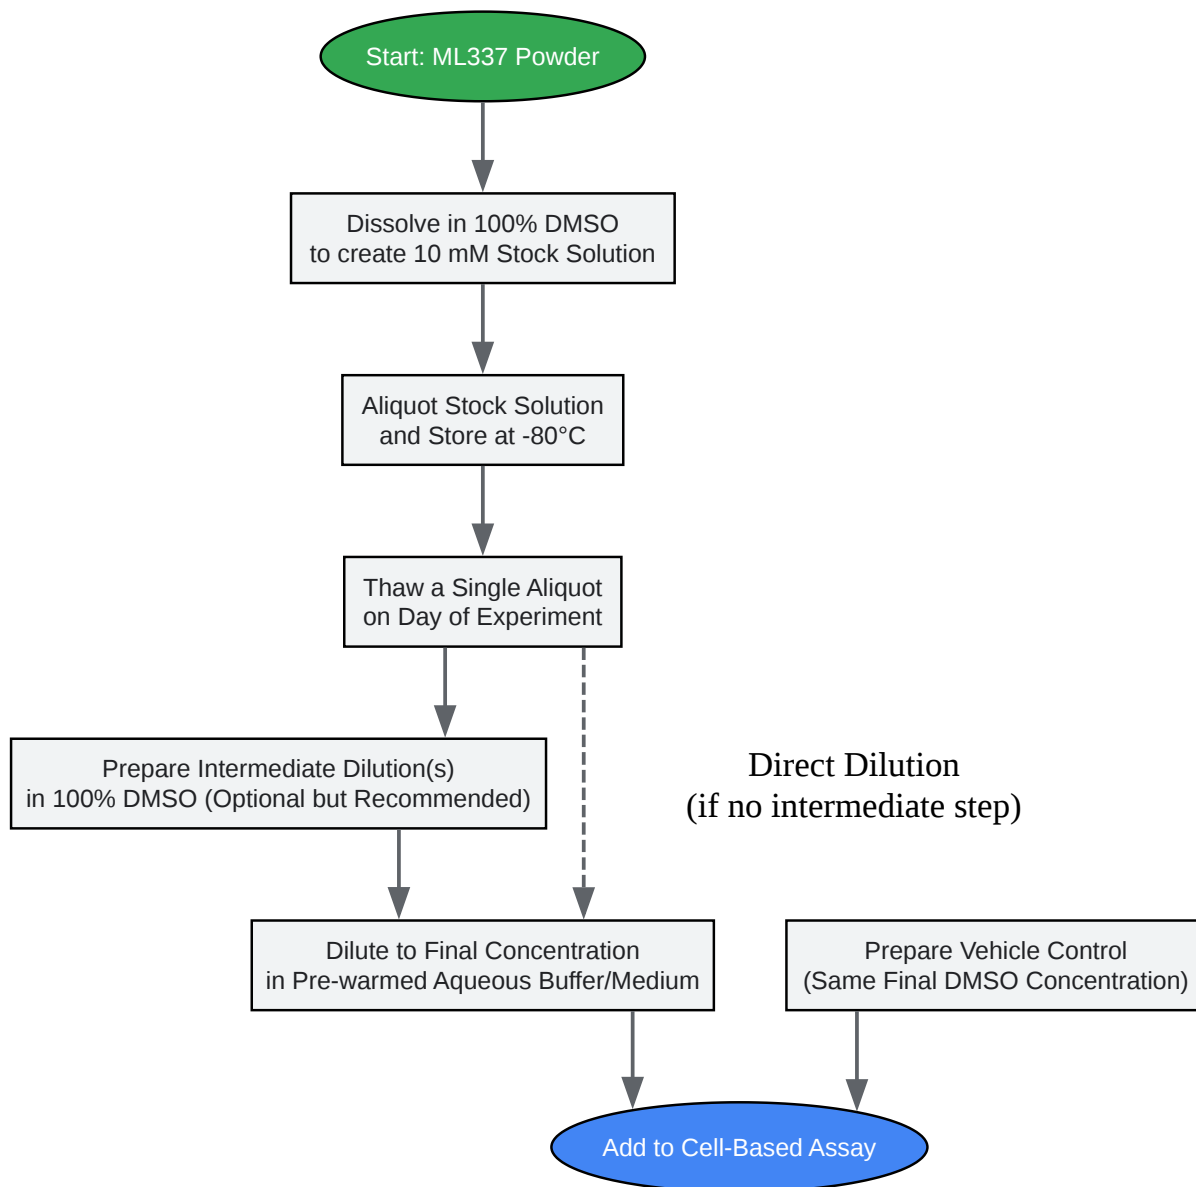 Start: ML337 Powder
Dissolve in 100% DMSO
to create 10 mM Stock Solution
Aliquot Stock Solution
and Store at -80°C
Thaw a Single Aliquot
on Day of Experiment
Prepare Intermediate Dilution(s)
in 100% DMSO (Optional but Recommended)
Direct Dilution
(if no intermediate step)
Dilute to Final Concentration
in Pre-warmed Aqueous Buffer/Medium
Prepare Vehicle Control
(Same Final DMSO Concentration)
Add to Cell-Based Assay